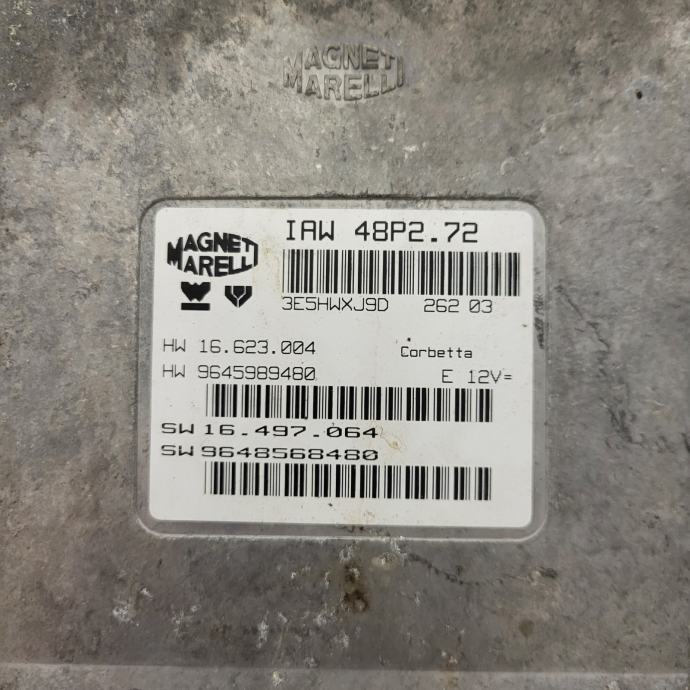 MAGNETI
MARELLI
IAW 48P2.72
MAGNETI
MARELLI
3E5HWXJ9D 262 03
HW 16.623.004 Corbetta
HW 9645989480 E 12V=
SW 16.497.064
SW 9648568480